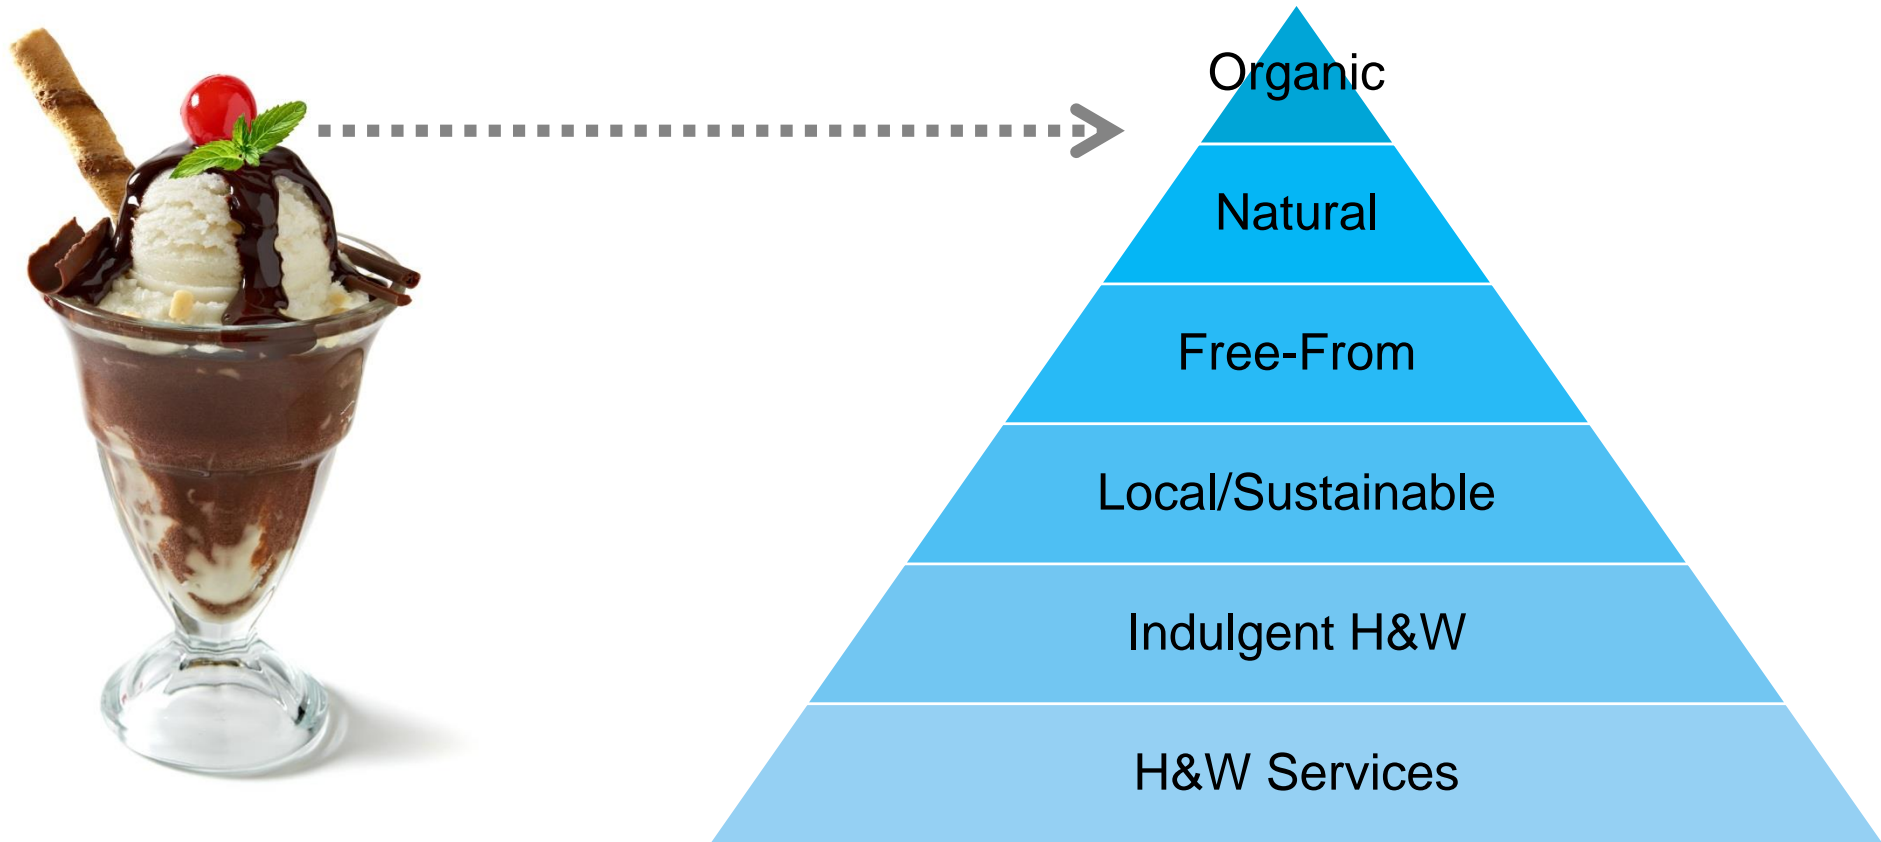 Organic
Natural
Free-From
Local/Sustainable
Indulgent H&W
H&W Services